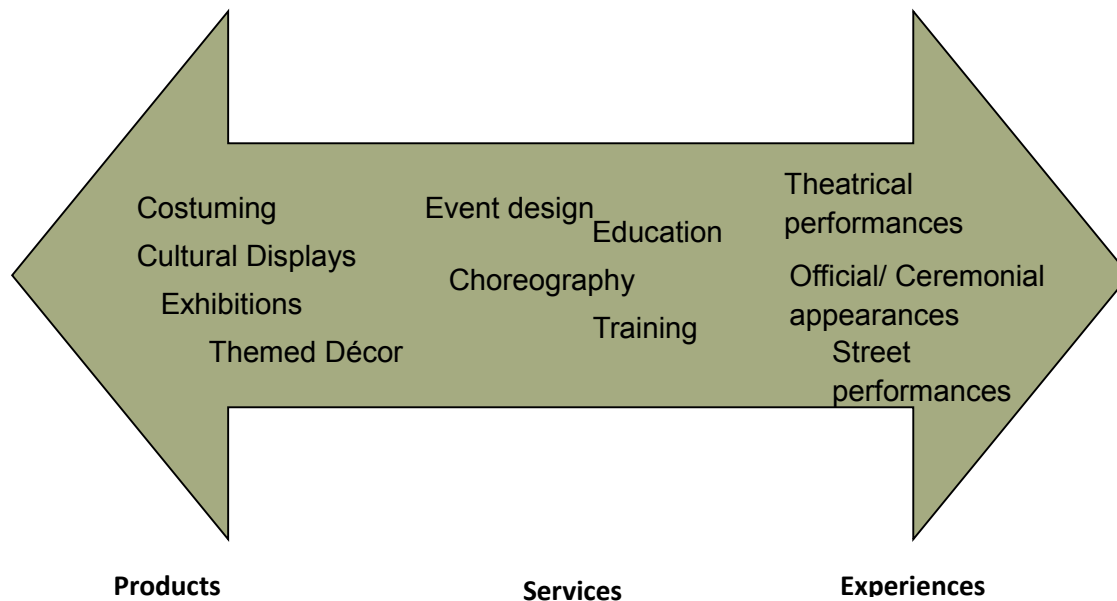 Costuming
Cultural Displays
Exhibitions
Themed Décor
Event design
Education
Choreography
Training
Theatrical
performances
Official/ Ceremonial
appearances
Street
performances
Products
Services
Experiences